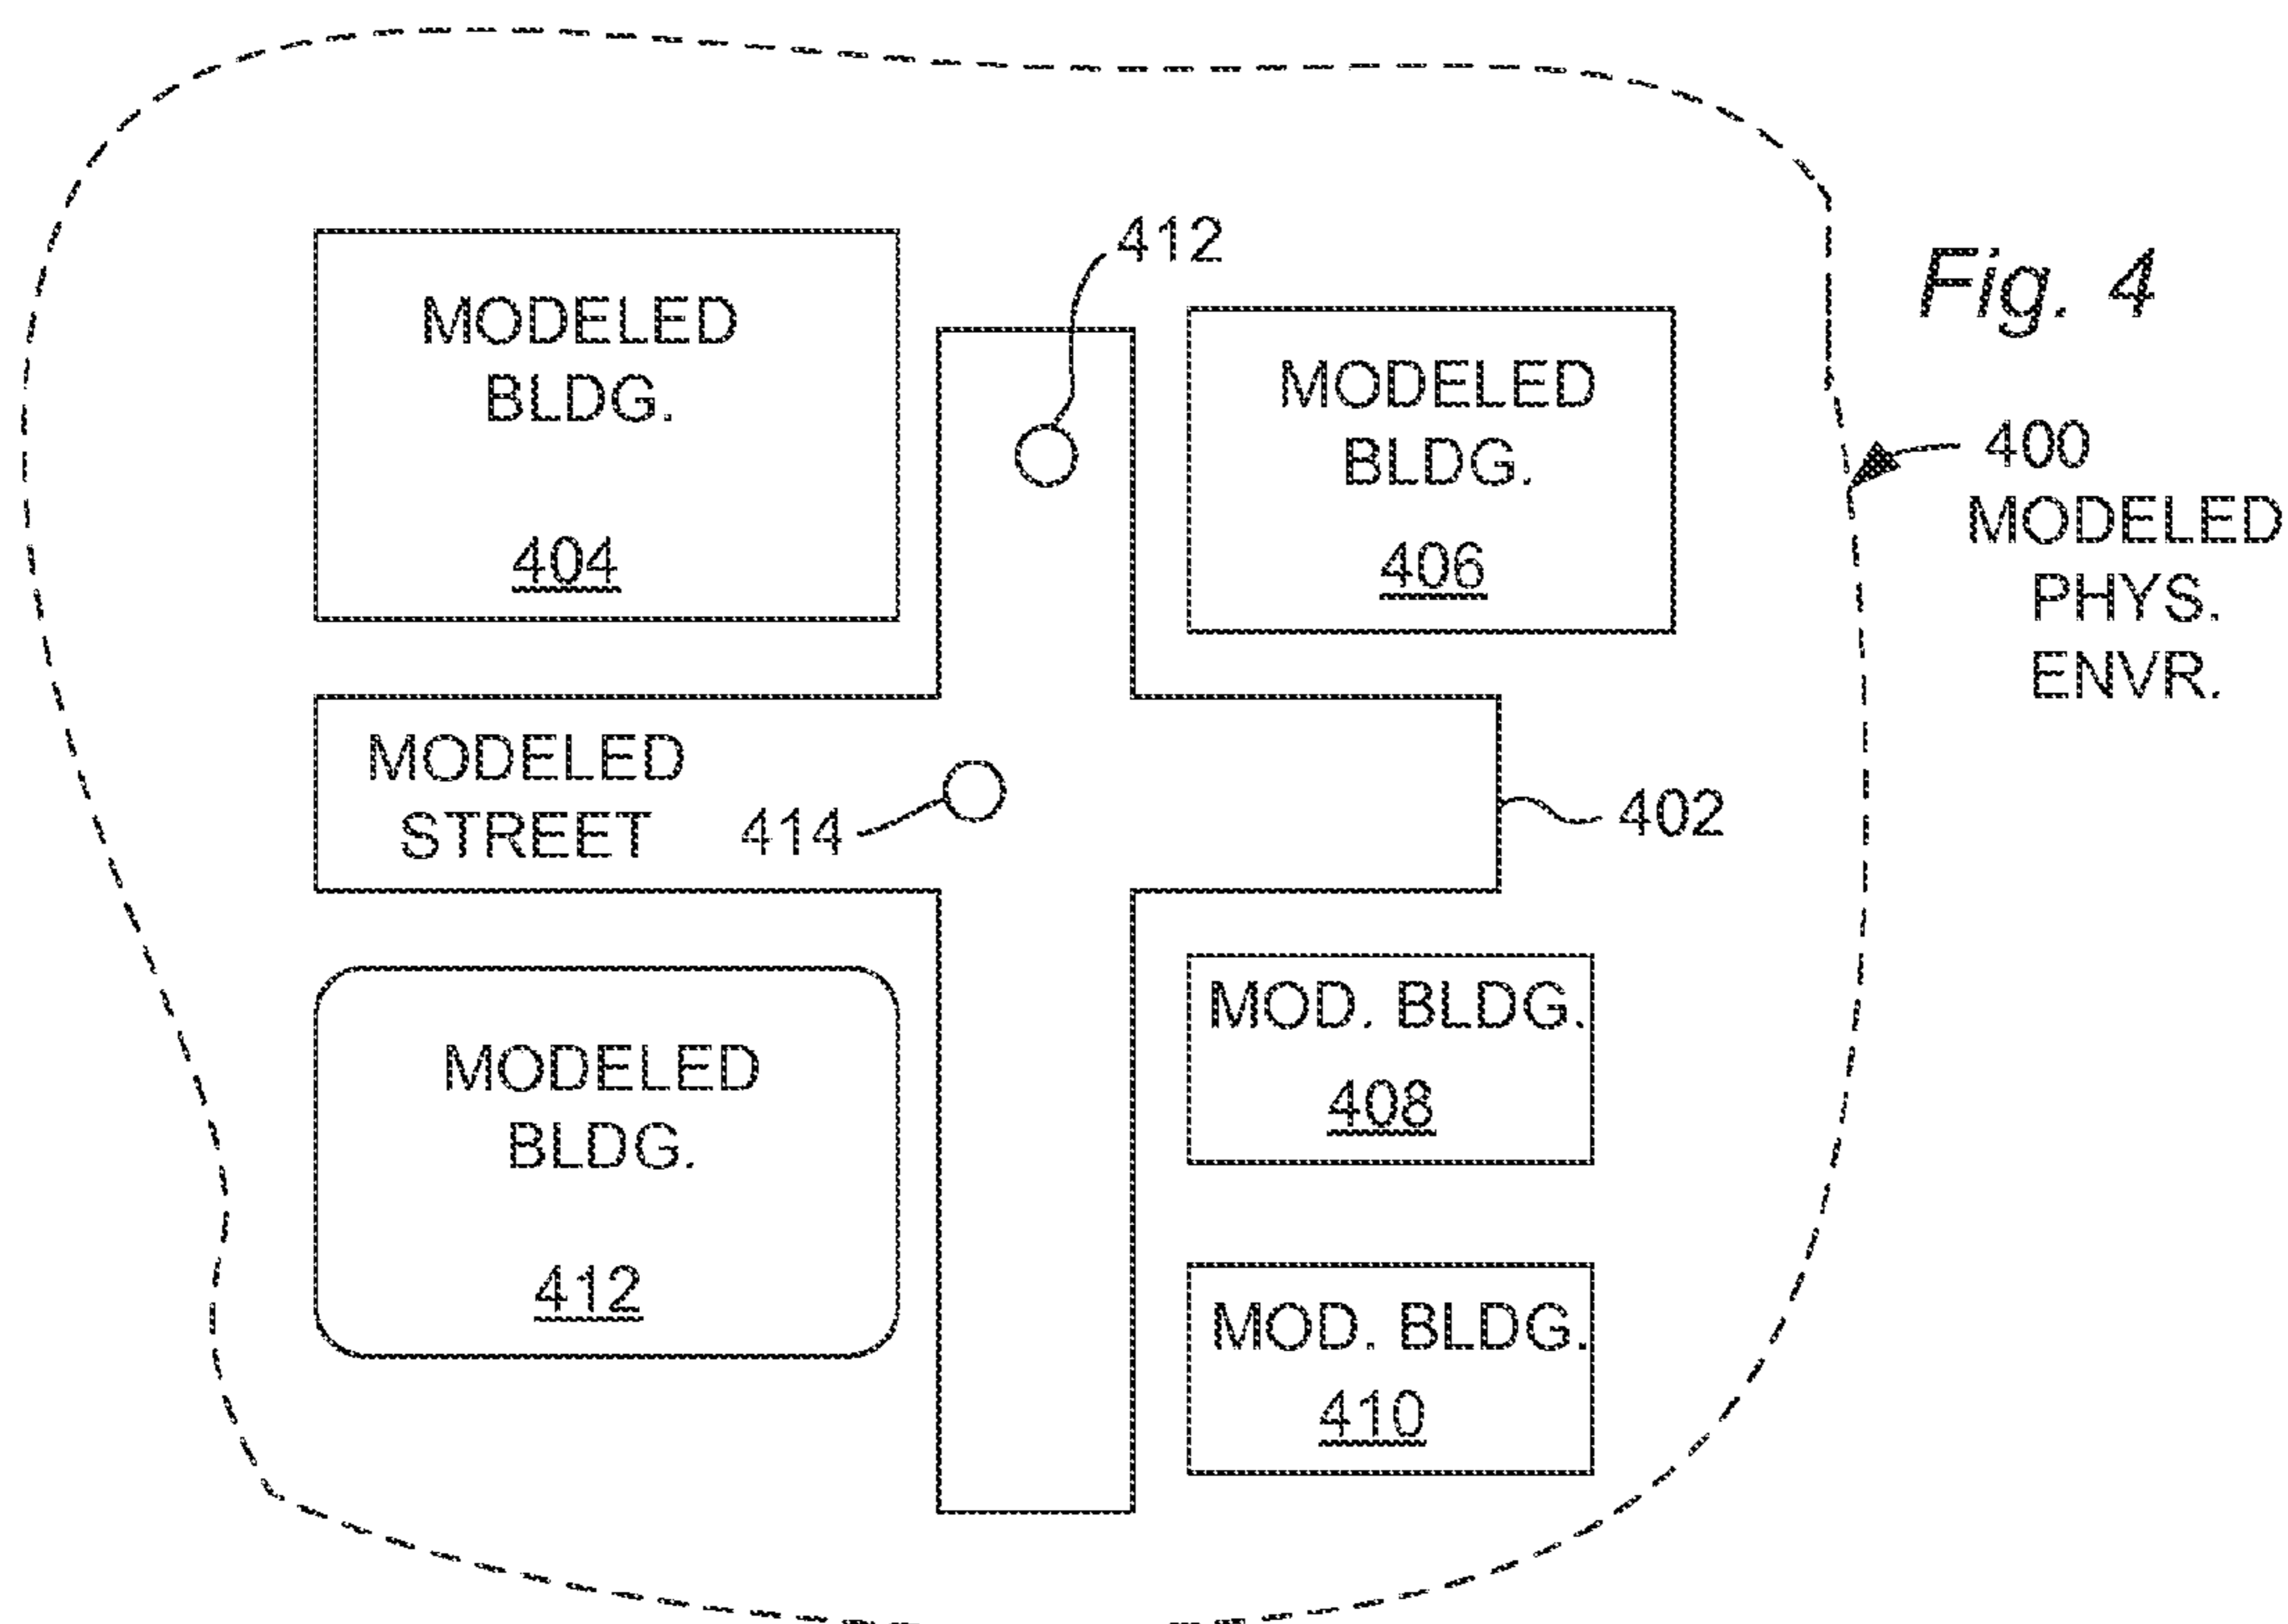 Fig. 4
412
MODELED
BLDG.
404
MODELED
BLDG.
406
400
MODELED
PHYS.
ENVR.
MODELED
STREET
414
402
MODELED
BLDG.
412
MOD. BLDG.
408
MOD. BLDG.
410